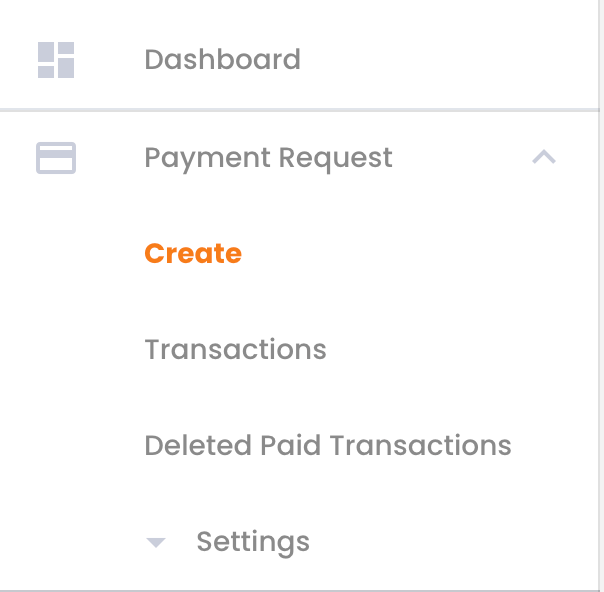 Dashboard
Payment Request
Create
Transactions
Deleted Paid Transactions
Settings